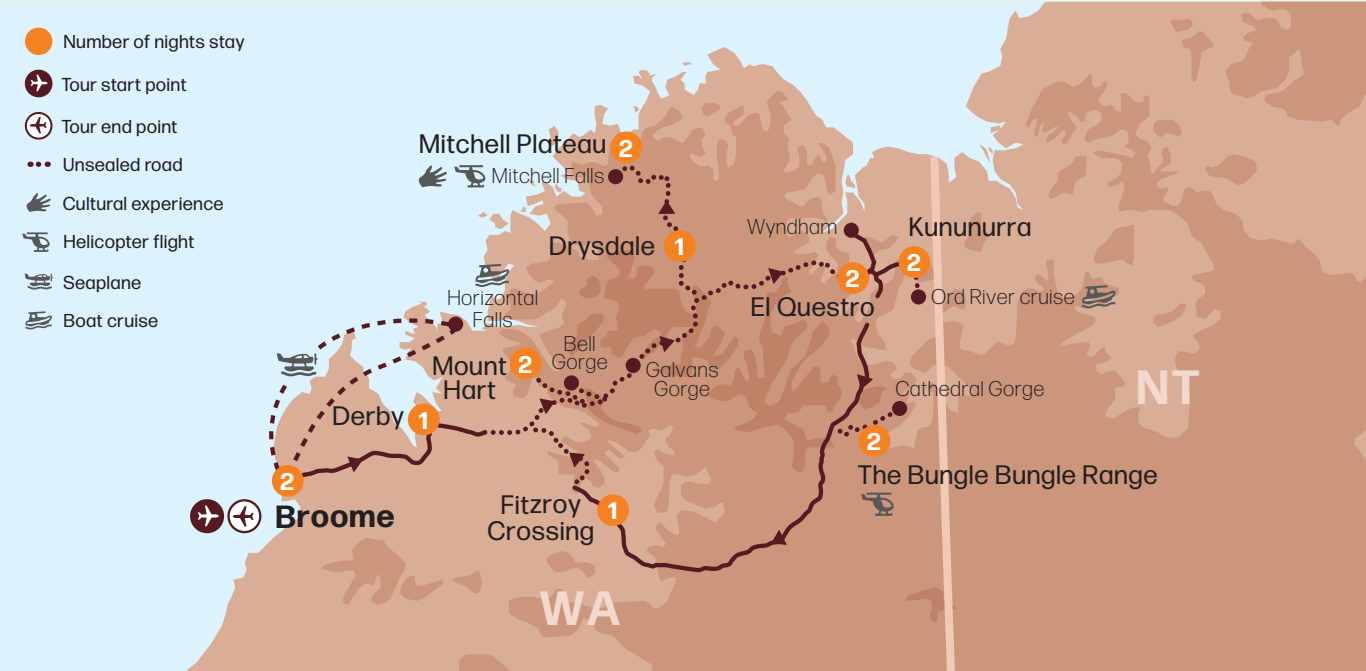 Number of nights stay
Tour start point
Tour end point
Unsealed road
Cultural experience
Helicopter flight
Seaplane
Boat cruise
Mitchell Plateau 2
Mitchell Falls
Drysdale 1
Wyndham
Kununurra
2
2
El Questro
Ord River cruise
Horizontal
Falls
Mount
Hart
2
Bell
Gorge
Galvans
Gorge
Cathedral Gorge
NT
Derby 1
2
The Bungle Bungle Range
2
Broome
Fitzroy
Crossing
1
WA